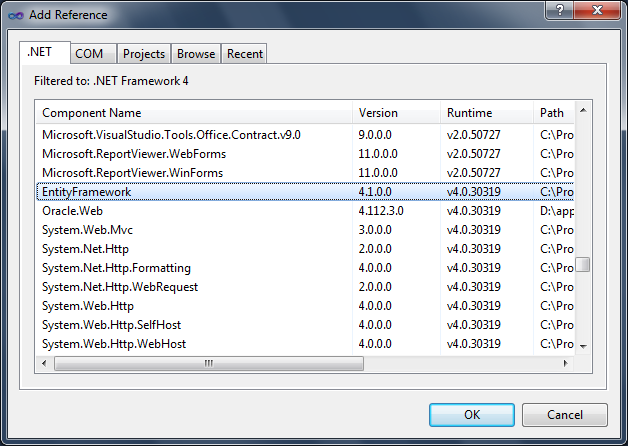 Add Reference
.NET COM Projects Browse Recent
Filtered to: .NET Framework 4
Component Name Version Runtime Path
Microsoft.VisualStudio.Tools.Office.Contract.v9.0 9.0.0.0 v2.0.50727 C:\Pro
Microsoft.ReportViewer.WebForms 11.0.0.0 v2.0.50727 C:\Pro
Microsoft.ReportViewer.WinForms 11.0.0.0 v2.0.50727 C:\Pro
EntityFramework 4.1.0.0 v4.0.30319 C:\Pro
Oracle.Web 4.112.3.0 v4.0.30319 D:\app
System.Web.Mvc 3.0.0.0 v4.0.30319 C:\Pro
System.Net.Http 2.0.0.0 v4.0.30319 C:\Pro
System.Net.Http.Formatting 4.0.0.0 v4.0.30319 C:\Pro
System.Net.Http.WebRequest 2.0.0.0 v4.0.30319 C:\Pro
System.Web.Http 4.0.0.0 v4.0.30319 C:\Pro
System.Web.Http.SelfHost 4.0.0.0 v4.0.30319 C:\Pro
System.Web.Http.WebHost 4.0.0.0 v4.0.30319 C:\Pro
OK Cancel